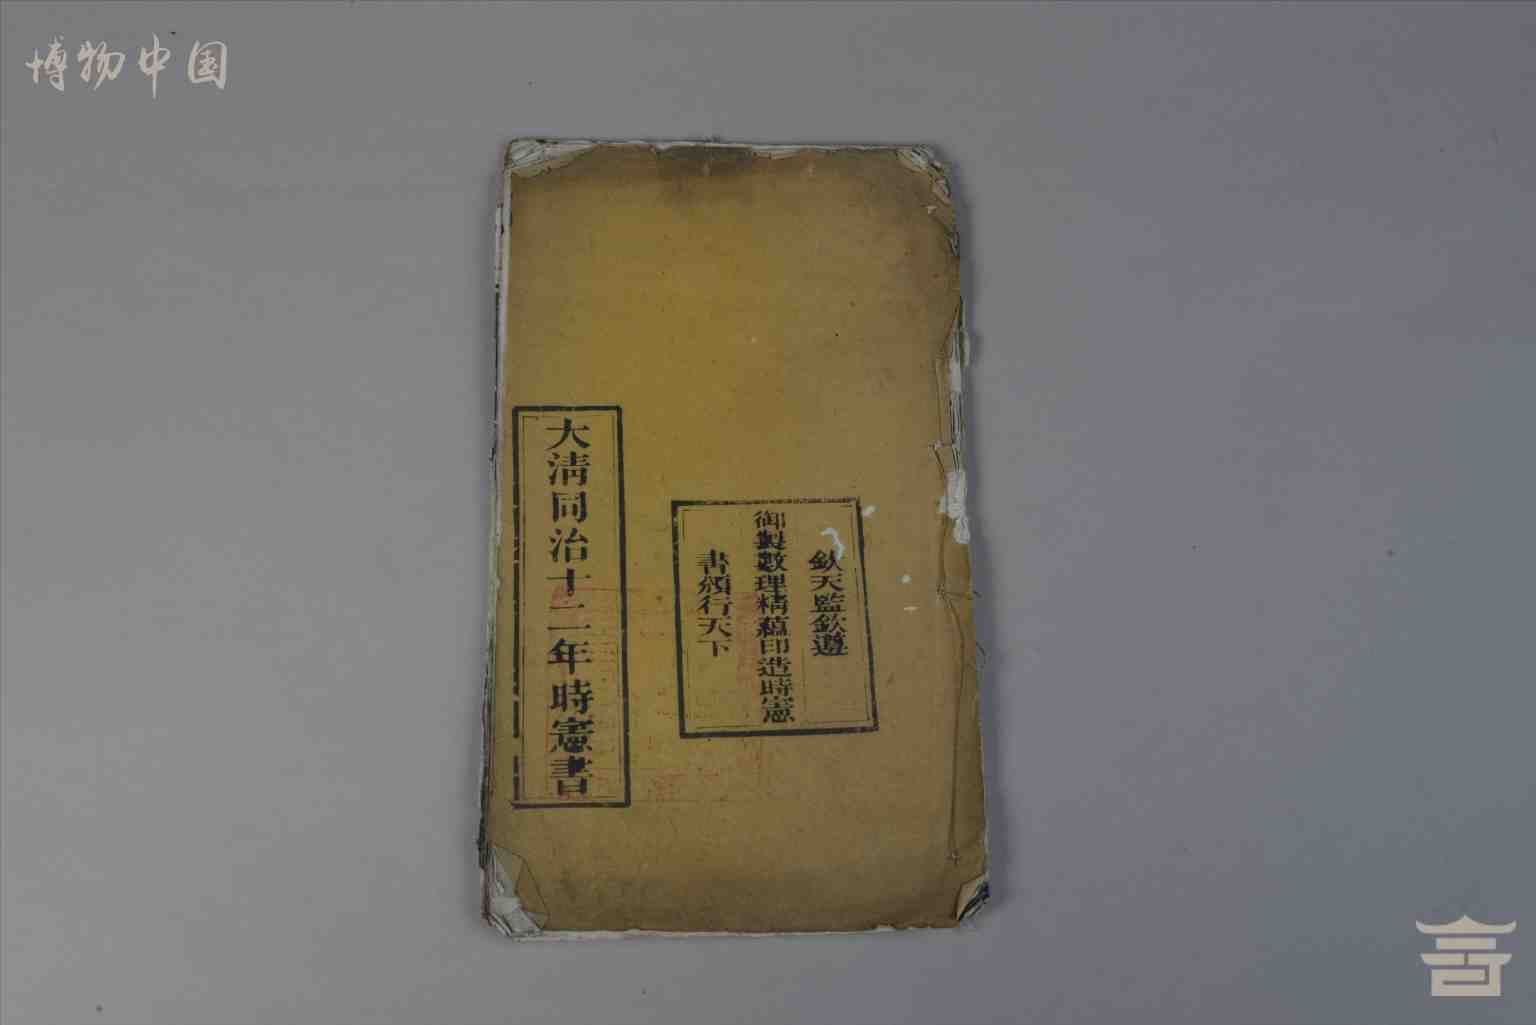 博物中国
欽天監欽遵
御製數理精蘊印造時憲
書頒行天下
大清同治十二年時憲書